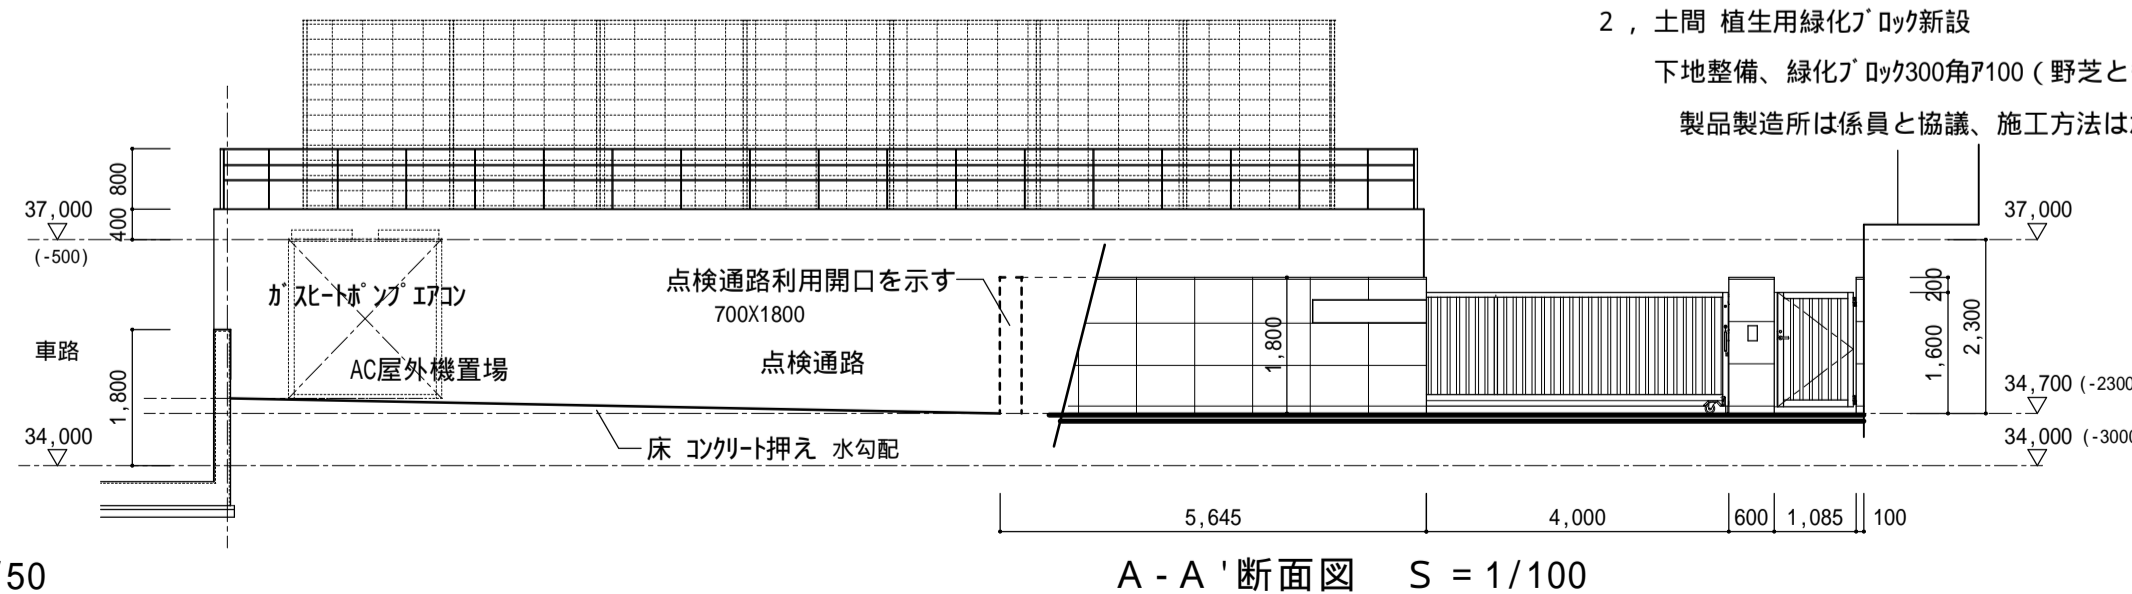 2 , 土間 植生用緑化ﾌﾞﾛｯｸ新設
下地整備、緑化ﾌﾞﾛｯｸ300角ｱ100 ( 野芝と
製品製造所は係員と協議、施工方法は
800
400
37,000
(-500)
車路
1,800
34,000
ｶﾞｽﾋｰﾄﾎﾟﾝﾌﾟｴｱｺﾝ
AC屋外機置場
点検通路利用開口を示す
700X1800
点検通路
床 ｺﾝｸﾘｰﾄ押え 水勾配
1,800
37,000
200
1,600
2,300
34,700 (-2300
34,000 (-3000
5,645
4,000
600
1,085
100
/50
A - A '断面図 S = 1/100